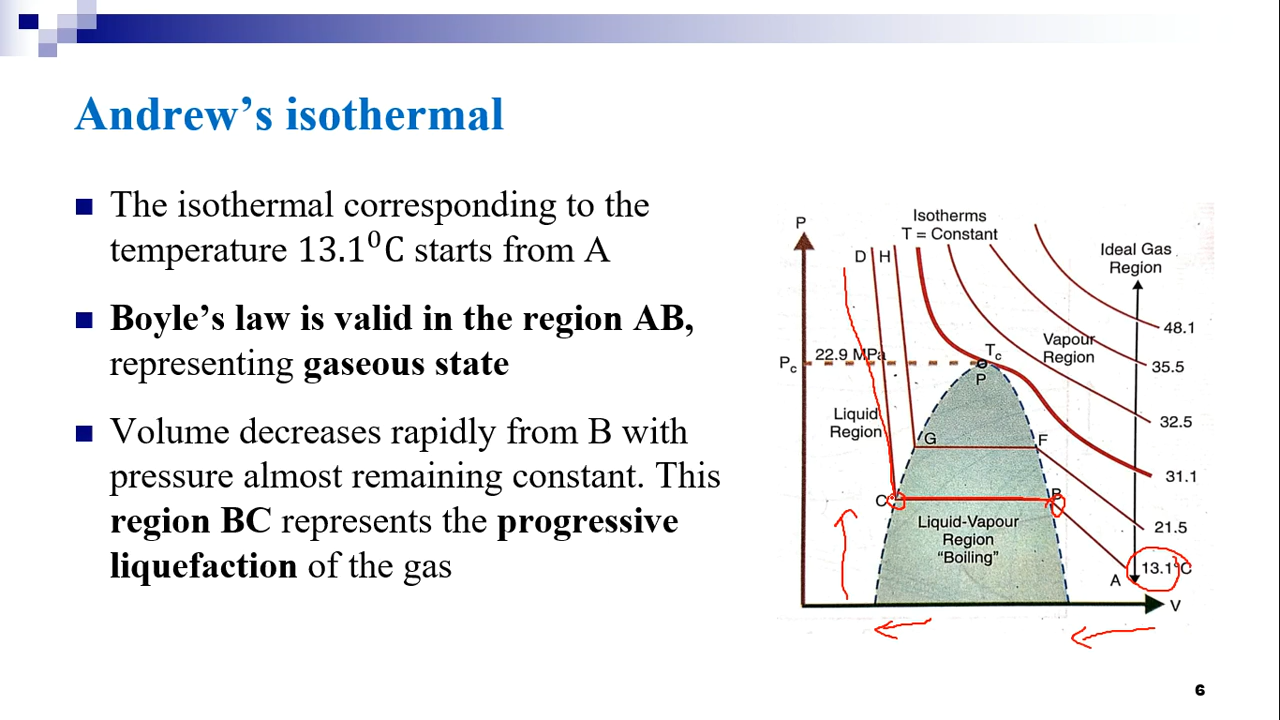 Andrew’s isothermal
The isothermal corresponding to the
temperature 13.1⁰C starts from A
Boyle’s law is valid in the region AB,
representing gaseous state
Volume decreases rapidly from B with
pressure almost remaining constant. This
region BC represents the progressive
liquefaction of the gas
P
Isotherms
T = Constant
D H
Ideal Gas
Region
48.1
Vapour
Region
Tc
22.9 MPa
Pc
P
35.5
Liquid
Region
32.5
G
F
31.1
C
B
Liquid-Vapour
Region
“Boiling”
21.5
13.1°C
A
V
6